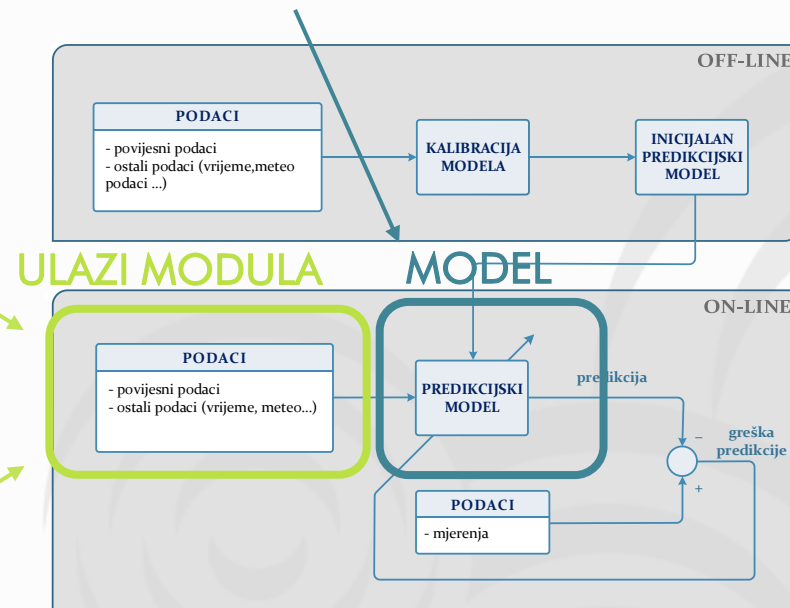 OFF-LINE
PODACI
- povijesni podaci
- ostali podaci (vrijeme,meteo
podaci ...)
KALIBRACIJA
MODELA
INICIJALAN
PREDIKCIJSKI
MODEL
ULAZI MODULA
MODEL
ON-LINE
PODACI
- povijesni podaci
- ostali podaci (vrijeme, meteo...)
PREDIKCIJSKI
MODEL
predikcija
−
greška
predikcije
+
PODACI
- mjerenja